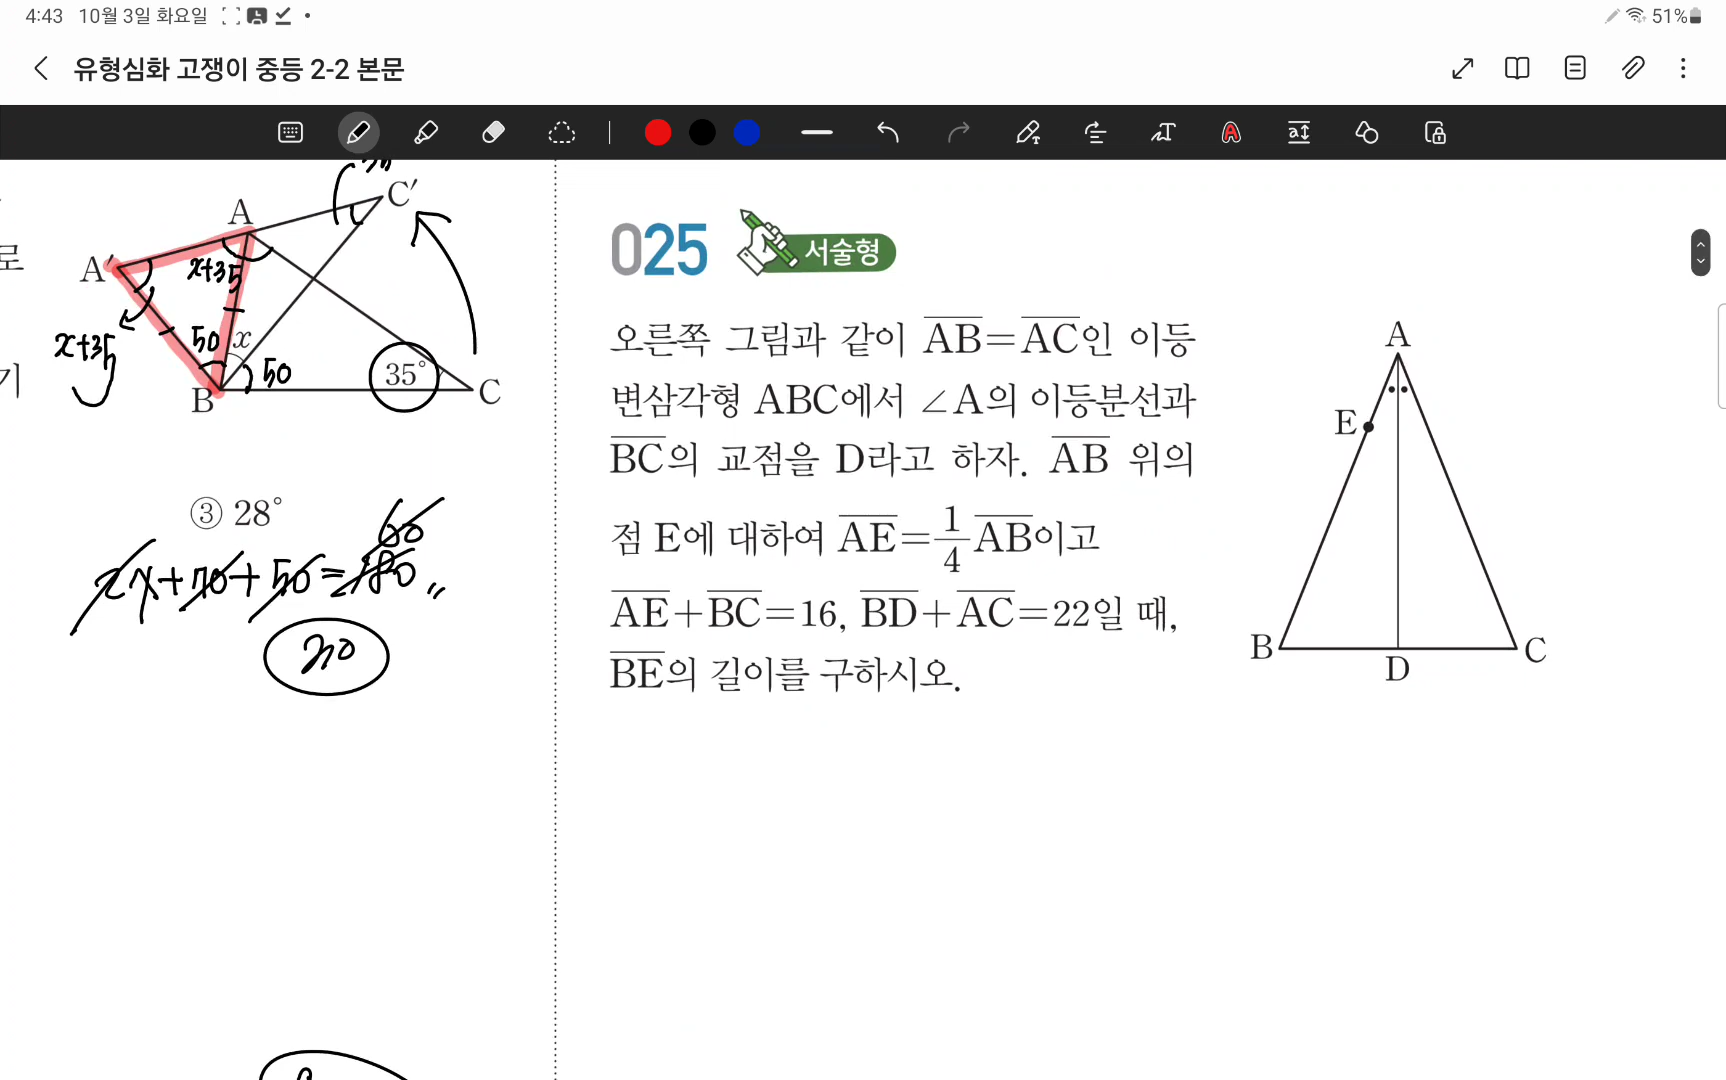 4:43 10월 3일 화요일
51%
유형심화 고쟁이 중등 2-2 본문
로
기
A
C′
A′
x+35
x+35
50
x
50
35°
B
C
③ 28°
60
2x+70+50=180
025 서술형
오른쪽 그림과 같이 AB=AC인 이등
변삼각형 ABC에서 ∠A의 이등분선과
BC의 교점을 D라고 하자. AB 위의
점 E에 대하여 AE=1/4 AB이고
AE+BC=16, BD+AC=22일 때,
BE의 길이를 구하시오.
A
E
B
D
C